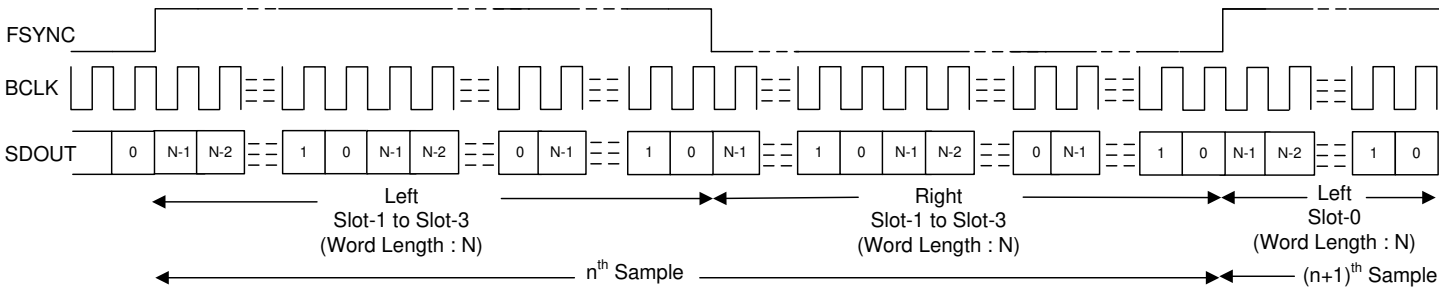 FSYNC
BCLK
SDOUT 0 N-1 N-2 1 0 N-1 N-2 0 N-1 1 0 N-1 1 0 N-1 N-2 0 N-1 1 0 N-1 N-2 1 0
Left Right Left
Slot-1 to Slot-3 Slot-1 to Slot-3 Slot-0
(Word Length : N) (Word Length : N) (Word Length : N)
nth Sample (n+1)th Sample